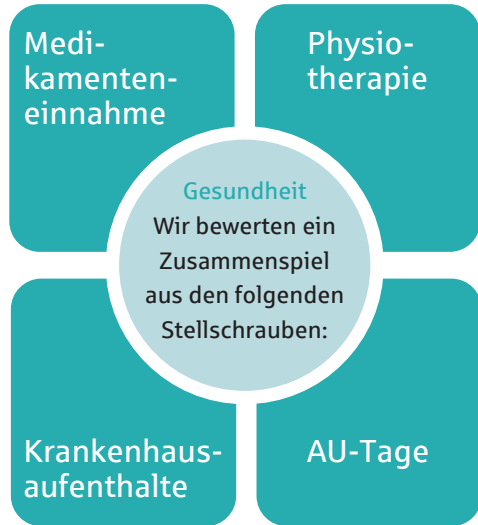 Medi-
kamenten-
einnahme
Physio-
therapie
Gesundheit
Wir bewerten ein
Zusammenspiel
aus den folgenden
Stellschrauben:
Krankenhaus-
aufenthalte
AU-Tage